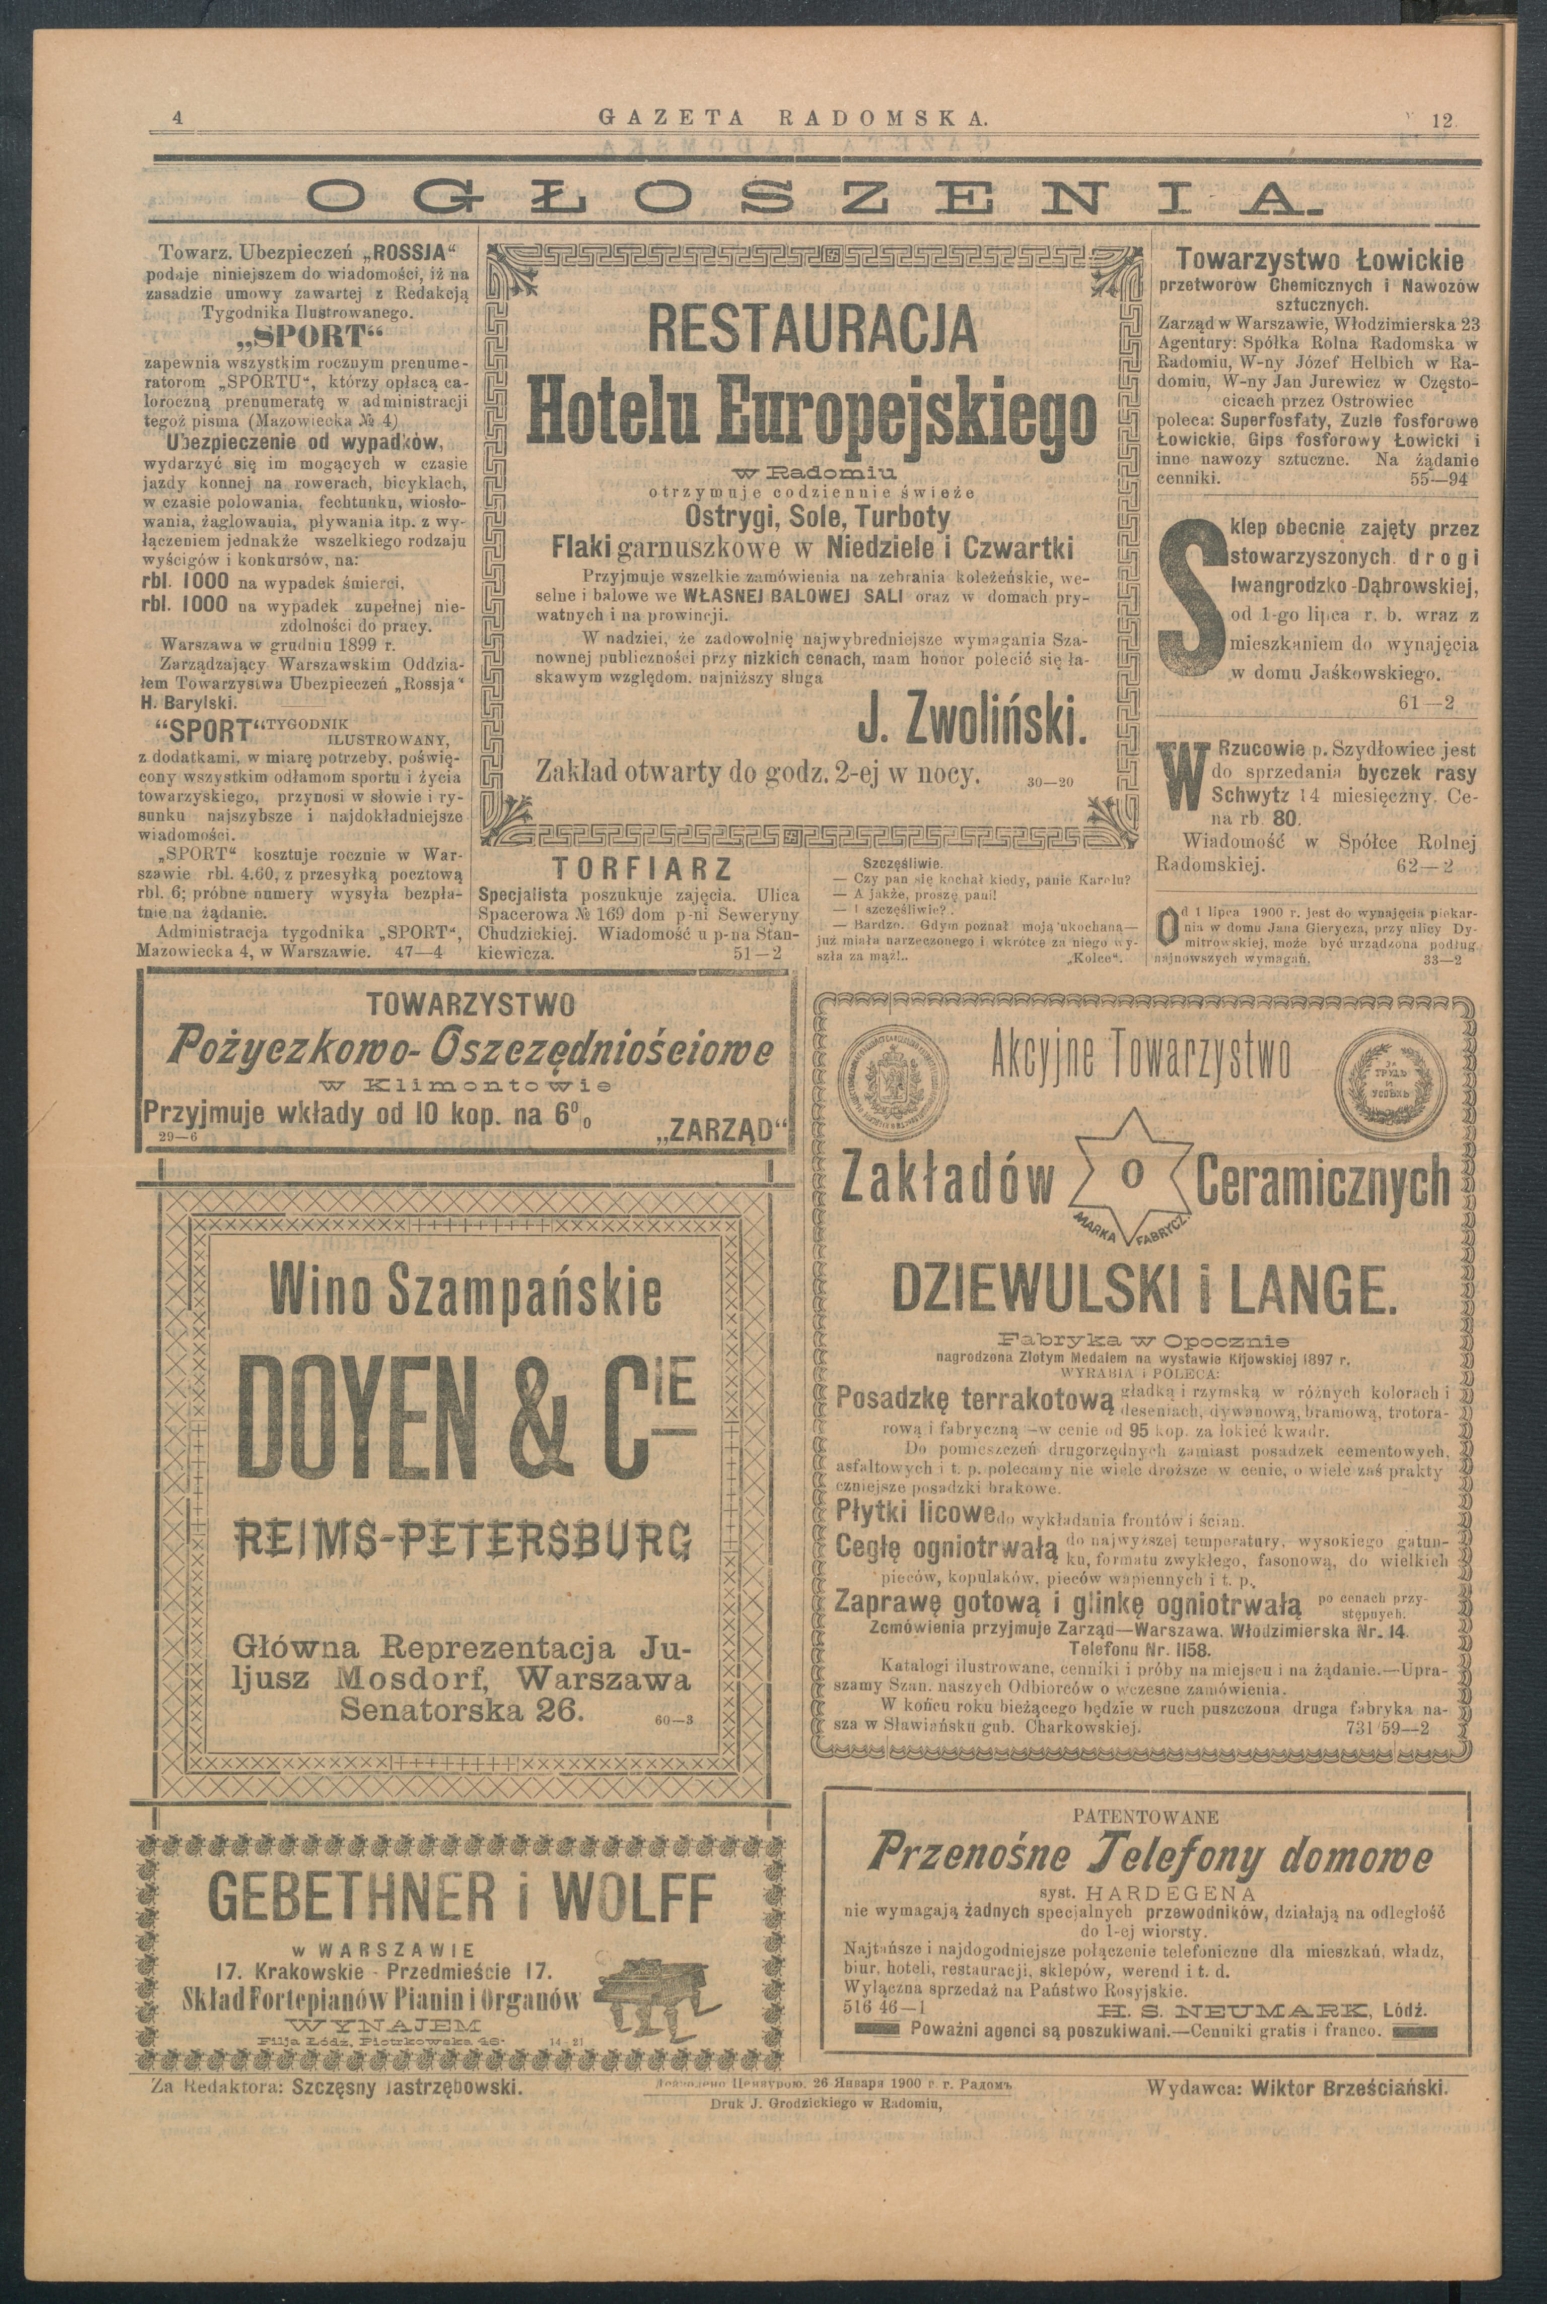 4
GAZETA RADOMSKA.
12
OGŁOSZENIA.
Towarz. Ubezpieczeń „ROSSJA“
podaje niniejszem do wiadomości, iż na
zasadzie umowy zawartej z Redakcją
Tygodnika Ilustrowanego.
„SPORT“
zapewnia wszystkim rocznym prenume-
ratorom „SPORTU“, którzy opłacą ca-
łoroczną prenumeratę w administracji
tegoż pisma (Mazowiecka № 4)
Ubezpieczenie od wypadków,
wydarzyć się im mogących w czasie
jazdy konnej na rowerach, bicyklach,
w czasie polowania, fechtunku, wiosło-
wania, żaglowania, pływania itp. z wy-
łączeniem jednakże wszelkiego rodzaju
wyścigów i konkursów, na:
rbl. 1000 na wypadek śmierci,
rbl. 1000 na wypadek zupełnej nie-
zdolności do pracy.
Warszawa w grudniu 1899 r.
Zarządzający Warszawskim Oddzia-
łem Towarzystwa Ubezpieczeń „Rossja“
H. Barylski.
“SPORT“ TYGODNIK
ILUSTROWANY,
z dodatkami, w miarę potrzeby, poświę-
cony wszystkim odłamom sportu i życia
towarzyskiego, przynosi w słowie i ry-
sunku najszybsze i najdokładniejsze
wiadomości.
„SPORT“ kosztuje rocznie w War-
szawie rbl. 4,60, z przesyłką pocztową
rbl. 6; próbne numery wysyła bezpła-
tnie na żądanie.
Administracja tygodnika „SPORT“,
Mazowiecka 4, w Warszawie. 47—4
RESTAURACJA
Hotelu Europejskiego
w Radomiu
otrzymuje codziennie świeże
Ostrygi, Sole, Turboty
Flaki garnuszkowe w Niedziele i Czwartki
Przyjmuje wszelkie zamówienia na zebrania koleżeńskie, we-
selne i balowe we WŁASNEJ BALOWEJ SALI oraz w domach pry-
watnych i na prowincji.
W nadziei, że zadowolnię najwybredniejsze wymagania Sza-
nownej publiczności przy nizkich cenach, mam honor polecić się ła-
skawym względom. najniższy sługa
J. Zwoliński.
Zakład otwarty do godz. 2-ej w nocy. 30—20
TORFIARZ
Specjalista poszukuje zajęcia. Ulica
Spacerowa № 169 dom p-ni Seweryny
Chudzickiej. Wiadomość u p-na Stan-
kiewicza. 51—2
Szczęśliwie.
— Czy pan się kochał kiedy, panie Karolu?
— A jakże, proszę pani!
— I szczęśliwie?
— Bardzo. Gdym poznał moją ukochaną—
już miała narzeczonego i wkrótce za niego wy-
szła za mąż!.. „Kolce“.
Towarzystwo Łowickie
przetworów Chemicznych i Nawozów
sztucznych.
Zarząd w Warszawie, Włodzimierska 23
Agentury: Spółka Rolna Radomska w
Radomiu, W-ny Józef Helbich w Ra-
domiu, W-ny Jan Jurewicz w Często-
cicach przez Ostrowiec
poleca: Superfosfaty, Zuzle fosforowe
Łowickie, Gips fosforowy Łowicki i
inne nawozy sztuczne. Na żądanie
cenniki. 55—94
Sklep obecnie zajęty przez
stowarzyszonych drogi
Iwangrodzko-Dąbrowskiej,
od 1-go lipca r. b. wraz z
mieszkaniem do wynajęcia
w domu Jaśkowskiego.
61—2
W Rzucowie p. Szydłowiec jest
do sprzedania byczek rasy
Schwytz 14 miesięczny. Ce-
na rb. 80.
Wiadomość w Spółce Rolnej
Radomskiej. 62—2
Od 1 lipca 1900 r. jest do wynajęcia piekar-
nia w domu Jana Gierycza, przy ulicy Dy-
mitrowskiej, może być urządzona podług
najnowszych wymagań. 33—2
TOWARZYSTWO
Pożyczkowo-Oszczędnościowe
w Klimontowie
Przyjmuje wkłady od 10 kop. na 6%
29—6 „ZARZĄD“
Wino Szampańskie
DOYEN & CIE
REIMS-PETERSBURG
Główna Reprezentacja Ju-
ljusz Mosdorf, Warszawa
Senatorska 26. 60—3
GEBETHNER i WOLFF
w WARSZAWIE
17. Krakowskie - Przedmieście 17.
Skład Fortepianów Pianin i Organów
WYNAJEM
Filja Łódź, Piotrkowska 46. 14—21
Akcyjne Towarzystwo
ЗА
ТРУДЪ
И
УСПѢХЪ
Zakładów O Ceramicznych
MARKA FABRYCZ.
DZIEWULSKI i LANGE.
Fabryka w Opocznie
nagrodzona Złotym Medalem na wystawie Kijowskiej 1897 r.
WYRABIA i POLECA:
Posadzkę terrakotową gładką i rzymską w różnych kolorach i
deseniach, dywanową, bramową, trotora-
rową i fabryczną—w cenie od 95 kop. za łokieć kwadr.
Do pomieszczeń drugorzędnych zamiast posadzek cementowych,
asfaltowych i t. p. polecamy nie wiele droższe w cenie, o wiele zaś prakty
czniejsze posadzki brakowe.
Płytki licowe do wykładania frontów i ścian.
Cegłę ogniotrwałą do najwyższej temperatury, wysokiego gatun-
ku, formatu zwykłego, fasonową, do wielkich
pieców, kopulaków, pieców wapiennych i t. p.
Zaprawę gotową i glinkę ogniotrwałą po cenach przy-
stępnych.
Zemówienia przyjmuje Zarząd—Warszawa. Włodzimierska Nr. 14.
Telefonu Nr. 1158.
Katalogi ilustrowane, cenniki i próby na miejscu i na żądanie.—Upra-
szamy Szan. naszych Odbiorców o wczesne zamówienia.
W końcu roku bieżącego będzie w ruch puszczona druga fabryka na-
sza w Sławiańsku gub. Charkowskiej. 731 59—2
PATENTOWANE
Przenośne Telefony domowe
syst. HARDEGENA
nie wymagają żadnych specjalnych przewodników, działają na odległość
do 1-ej wiorsty.
Najtańsze i najdogodniejsze połączenie telefoniczne dla mieszkań, władz,
biur, hoteli, restauracji, sklepów, werend i t. d.
Wyłączna sprzedaż na Państwo Rosyjskie.
516 46—1 H. S. NEUMARK, Łódź.
Poważni agenci są poszukiwani.—Cenniki gratis i franco.
Za Redaktora: Szczęsny Jastrzębowski.
Дозволено Цензурою. 26 Января 1900 г. г. Радомъ
Druk J. Grodzickiego w Radomiu,
Wydawca: Wiktor Brześciański.